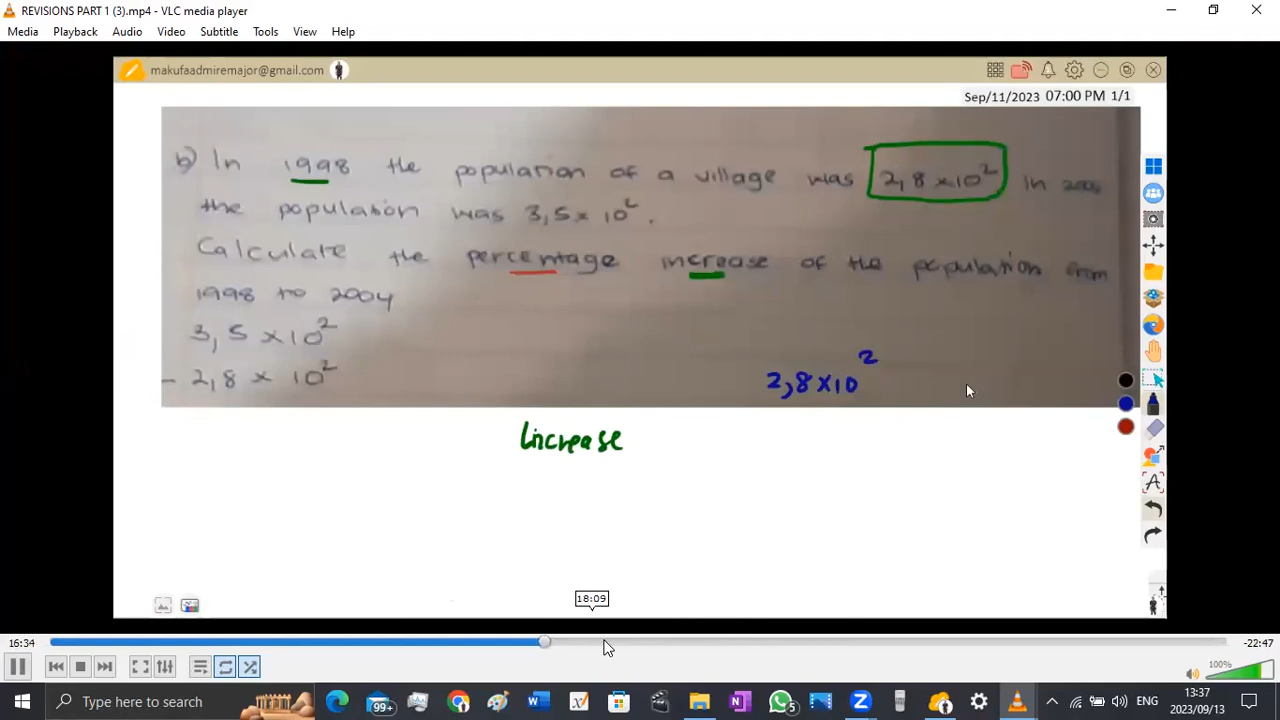 REVISIONS PART 1 (3).mp4 - VLC media player
Media Playback Audio Video Subtitle Tools View Help
makufaadmiremajor@gmail.com
Sep/11/2023 07:00 PM 1/1
b) In 1998 the population of a village was 2,8 x 10² in
the population was 3,5 x 10².
Calculate the percentage increase of the population from
1998 to 2004
3,5 x 10²
- 2,8 x 10²
2,8 x 10²
increase
18:09
16:34
-22:47
100%
Type here to search
99+
5
ENG
13:37
2023/09/13